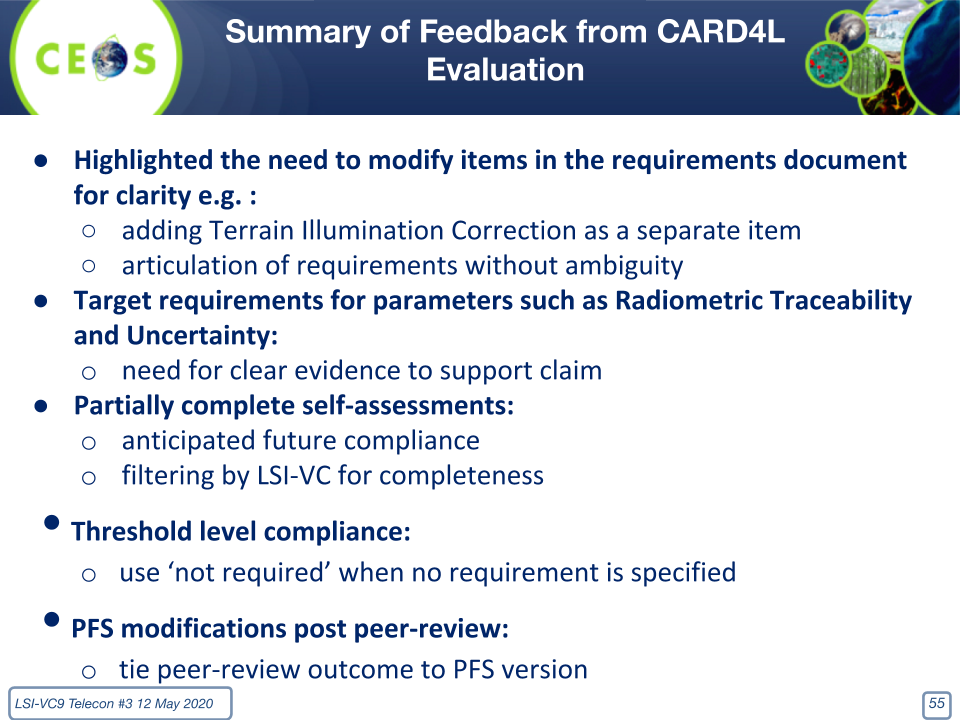 CEOS
Summary of Feedback from CARD4L
Evaluation
● Highlighted the need to modify items in the requirements document
for clarity e.g. :
○ adding Terrain Illumination Correction as a separate item
○ articulation of requirements without ambiguity
● Target requirements for parameters such as Radiometric Traceability
and Uncertainty:
o need for clear evidence to support claim
● Partially complete self-assessments:
o anticipated future compliance
o filtering by LSI-VC for completeness
• Threshold level compliance:
o use ‘not required’ when no requirement is specified
• PFS modifications post peer-review:
o tie peer-review outcome to PFS version
LSI-VC9 Telecon #3 12 May 2020
55